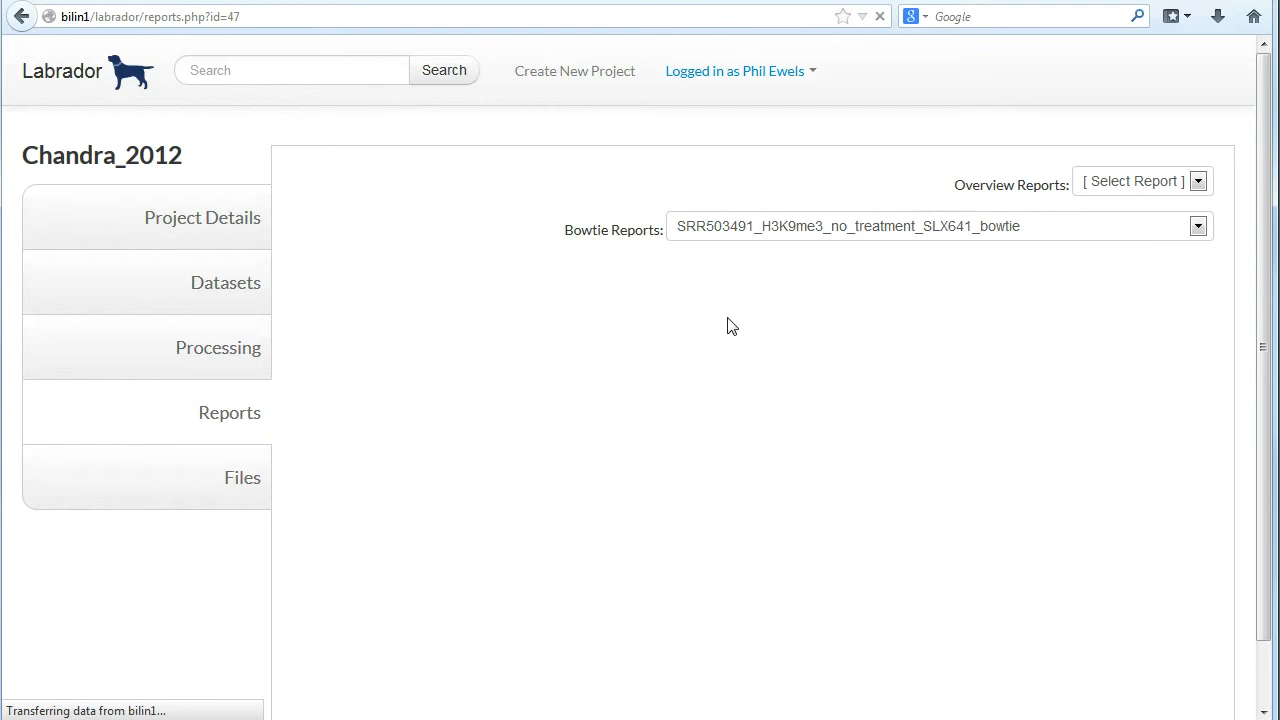 bilin1/labrador/reports.php?id=47
Google
Labrador
Search
Search
Create New Project
Logged in as Phil Ewels
Chandra_2012
Project Details
Datasets
Processing
Reports
Files
Overview Reports: [ Select Report ]
Bowtie Reports: SRR503491_H3K9me3_no_treatment_SLX641_bowtie
Transferring data from bilin1...